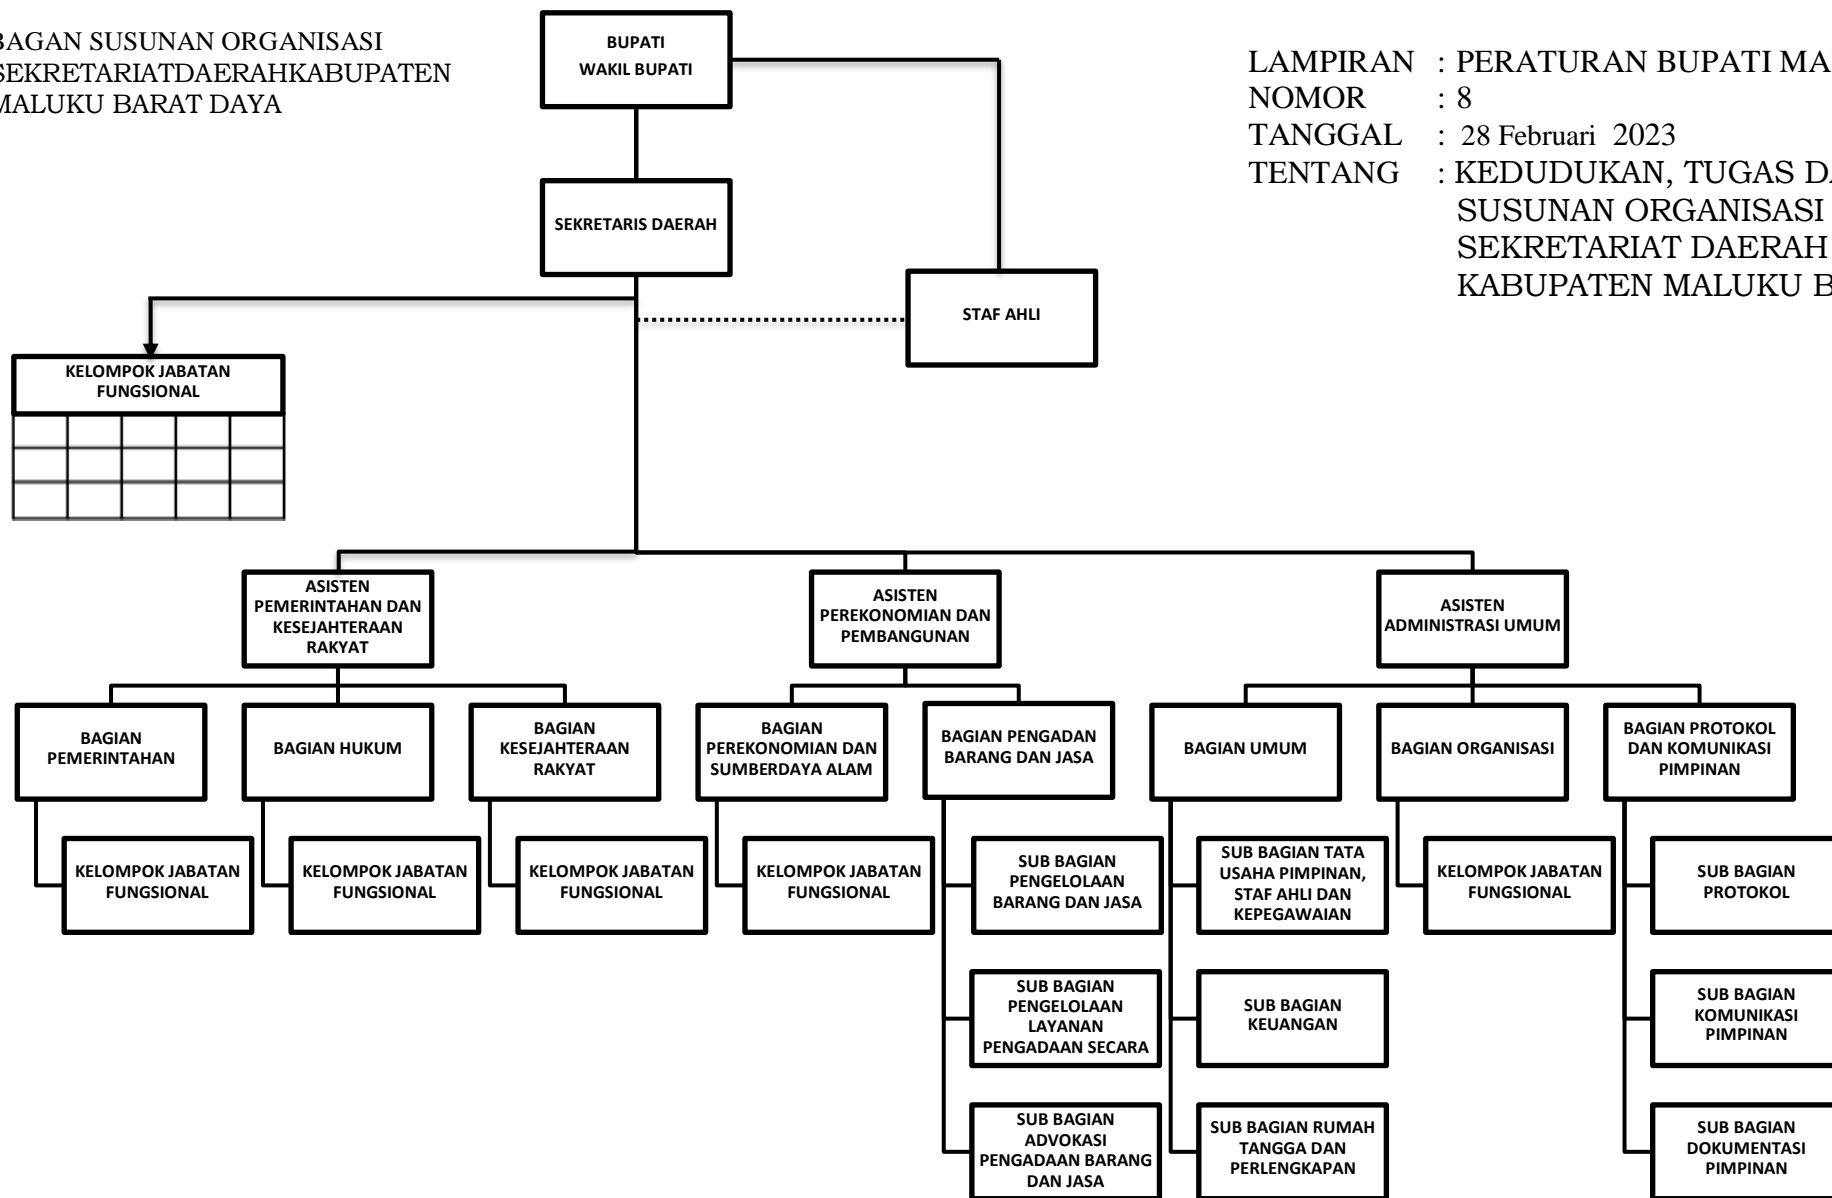 BAGAN SUSUNAN ORGANISASI
SEKRETARIATDAERAHKABUPATEN
MALUKU BARAT DAYA
LAMPIRAN : PERATURAN BUPATI MA
NOMOR : 8
TANGGAL : 28 Februari 2023
TENTANG : KEDUDUKAN, TUGAS DA
SUSUNAN ORGANISASI
SEKRETARIAT DAERAH
KABUPATEN MALUKU B
BUPATI
WAKIL BUPATI
SEKRETARIS DAERAH
STAF AHLI
KELOMPOK JABATAN
FUNGSIONAL
ASISTEN
PEMERINTAHAN DAN
KESEJAHTERAAN
RAKYAT
ASISTEN
PEREKONOMIAN DAN
PEMBANGUNAN
ASISTEN
ADMINISTRASI UMUM
BAGIAN
PEMERINTAHAN
BAGIAN HUKUM
BAGIAN
KESEJAHTERAAN
RAKYAT
BAGIAN
PEREKONOMIAN DAN
SUMBERDAYA ALAM
BAGIAN PENGADAN
BARANG DAN JASA
BAGIAN UMUM
BAGIAN ORGANISASI
BAGIAN PROTOKOL
DAN KOMUNIKASI
PIMPINAN
KELOMPOK JABATAN
FUNGSIONAL
KELOMPOK JABATAN
FUNGSIONAL
KELOMPOK JABATAN
FUNGSIONAL
KELOMPOK JABATAN
FUNGSIONAL
SUB BAGIAN
PENGELOLAAN
BARANG DAN JASA
SUB BAGIAN TATA
USAHA PIMPINAN,
STAF AHLI DAN
KEPEGAWAIAN
KELOMPOK JABATAN
FUNGSIONAL
SUB BAGIAN
PROTOKOL
SUB BAGIAN
PENGELOLAAN
LAYANAN
PENGADAAN SECARA
SUB BAGIAN
KEUANGAN
SUB BAGIAN
KOMUNIKASI
PIMPINAN
SUB BAGIAN
ADVOKASI
PENGADAAN BARANG
DAN JASA
SUB BAGIAN RUMAH
TANGGA DAN
PERLENGKAPAN
SUB BAGIAN
DOKUMENTASI
PIMPINAN